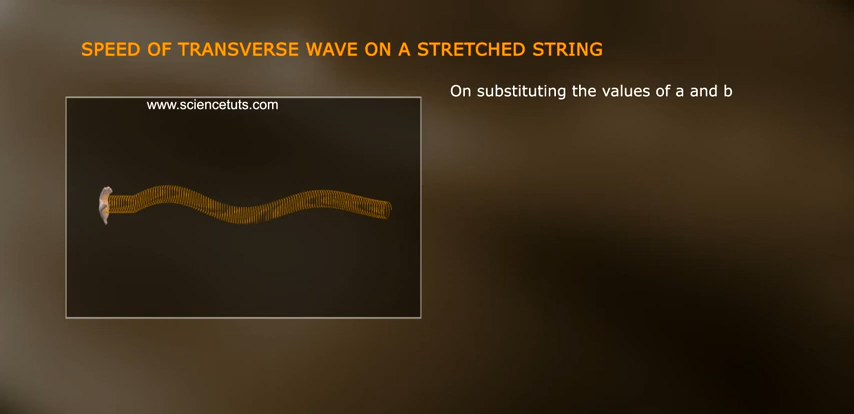 SPEED OF TRANSVERSE WAVE ON A STRETCHED STRING
On substituting the values of a and b
www.sciencetuts.com